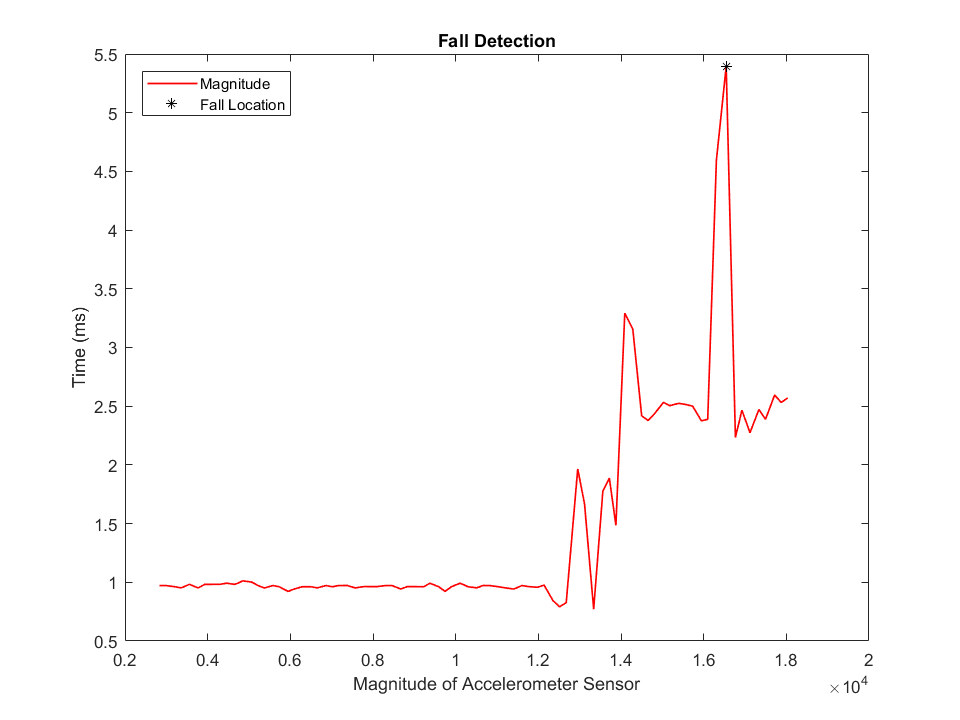 Fall Detection
5.5
5
4.5
4
3.5
3
2.5
2
1.5
1
0.5
Time (ms)
Magnitude
Fall Location
0.2 0.4 0.6 0.8 1 1.2 1.4 1.6 1.8 2
Magnitude of Accelerometer Sensor
×10⁴